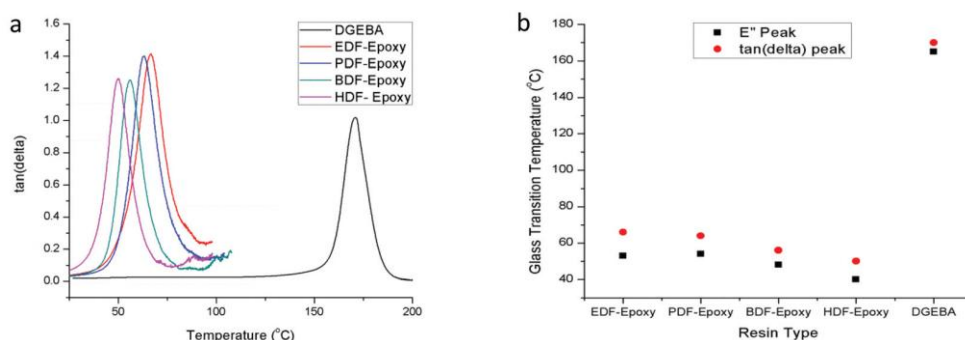 a
1.6
1.4
1.2
1.0
0.8
0.6
0.4
0.2
0.0
tan(delta)
50
100
150
200
Temperature (°C)
DGEBA
EDF-Epoxy
PDF-Epoxy
BDF-Epoxy
HDF- Epoxy
b
180
160
140
120
100
80
60
40
Glass Transition Temperature (°C)
E" Peak
tan(delta) peak
EDF-Epoxy PDF-Epoxy BDF-Epoxy HDF-Epoxy DGEBA
Resin Type